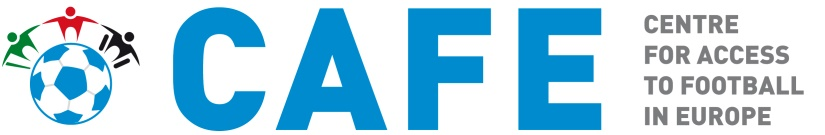 CAFE
CENTRE
FOR ACCESS
TO FOOTBALL
IN EUROPE